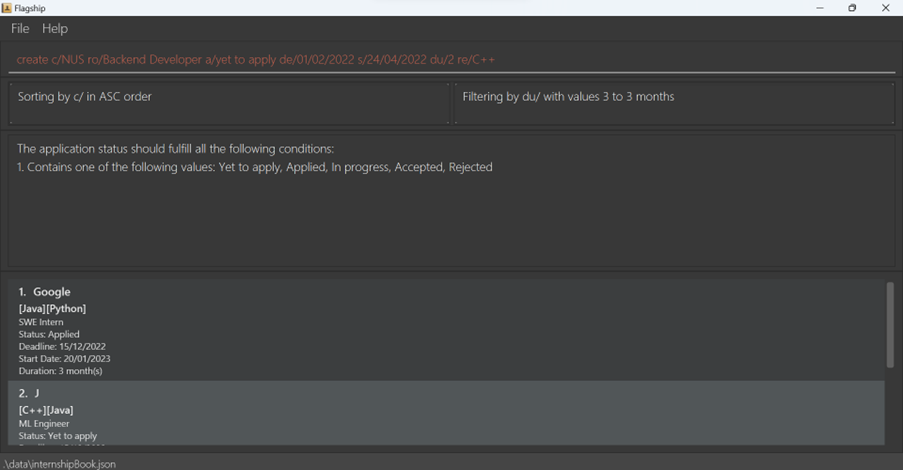 Flagship
File Help
create c/NUS ro/Backend Developer a/yet to apply de/01/02/2022 s/24/04/2022 du/2 re/C++
Sorting by c/ in ASC order
Filtering by du/ with values 3 to 3 months
The application status should fulfill all the following conditions:
1. Contains one of the following values: Yet to apply, Applied, In progress, Accepted, Rejected
1. Google
[Java][Python]
SWE Intern
Status: Applied
Deadline: 15/12/2022
Start Date: 20/01/2023
Duration: 3 month(s)
2. J
[C++][Java]
ML Engineer
Status: Yet to apply
.\data\internshipBook.json